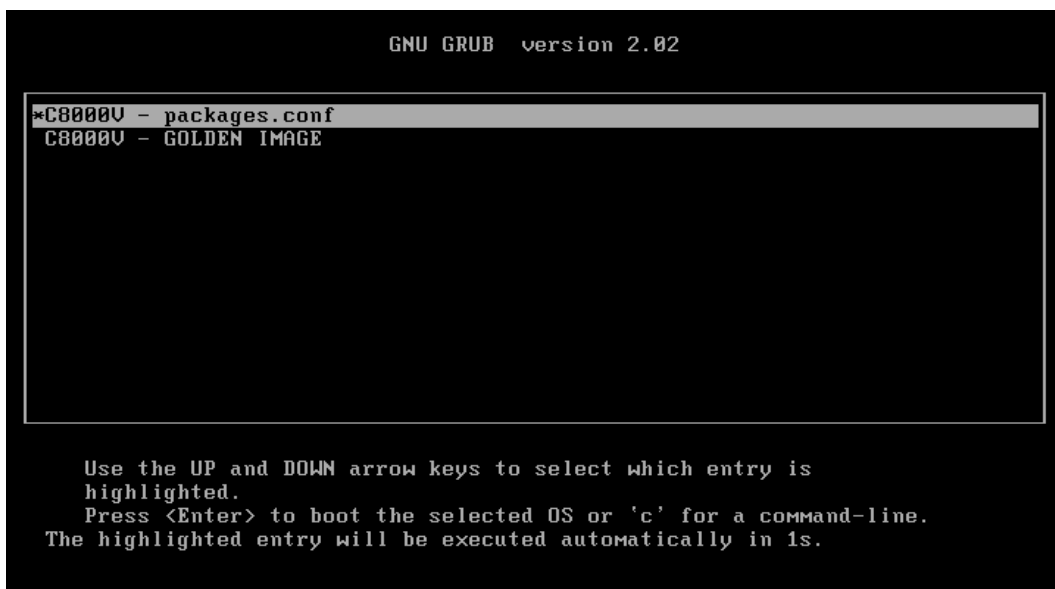 GNU GRUB  version 2.02
*C8000V - packages.conf
C8000V - GOLDEN IMAGE
Use the UP and DOWN arrow keys to select which entry is
highlighted.
Press <Enter> to boot the selected OS or `c' for a command-line.
The highlighted entry will be executed automatically in 1s.